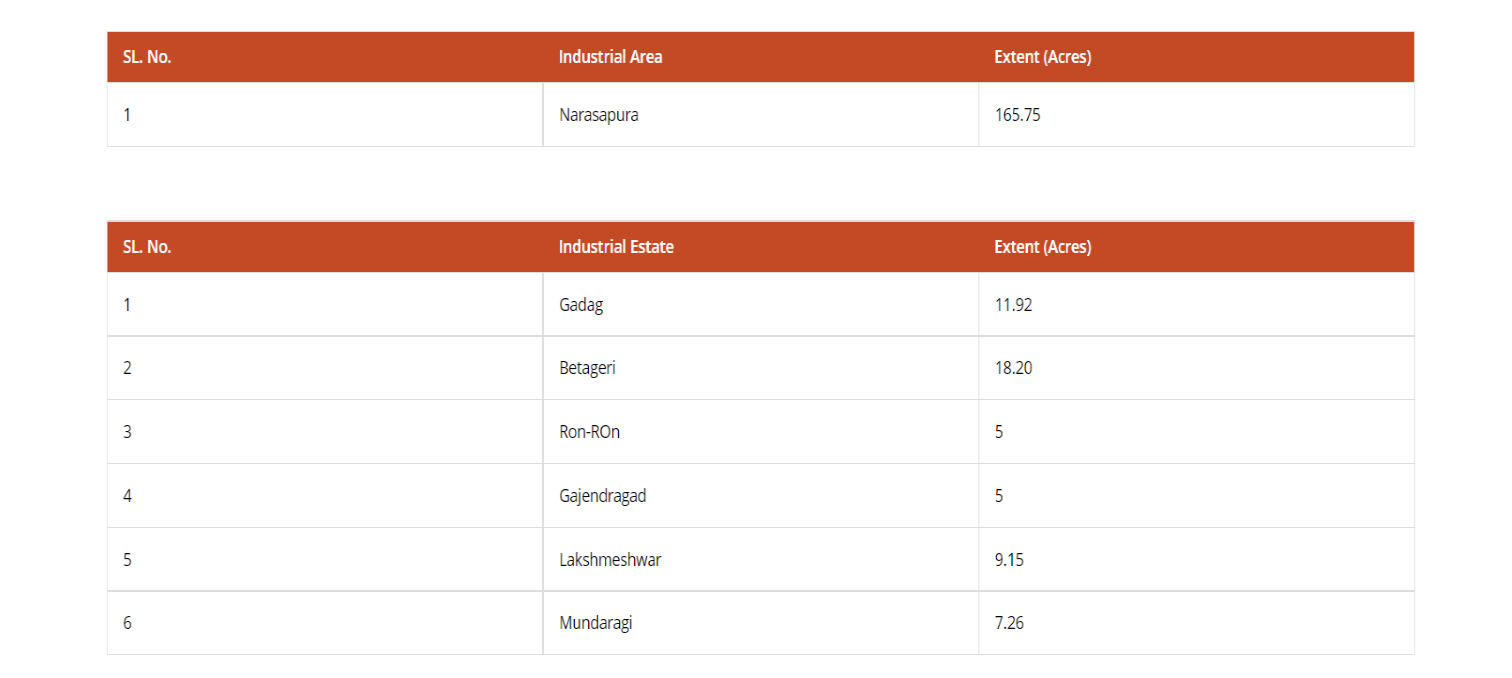 SL. No. Industrial Area Extent (Acres)
1 Narasapura 165.75
SL. No. Industrial Estate Extent (Acres)
1 Gadag 11.92
2 Betageri 18.20
3 Ron-ROn 5
4 Gajendragad 5
5 Lakshmeshwar 9.15
6 Mundaragi 7.26